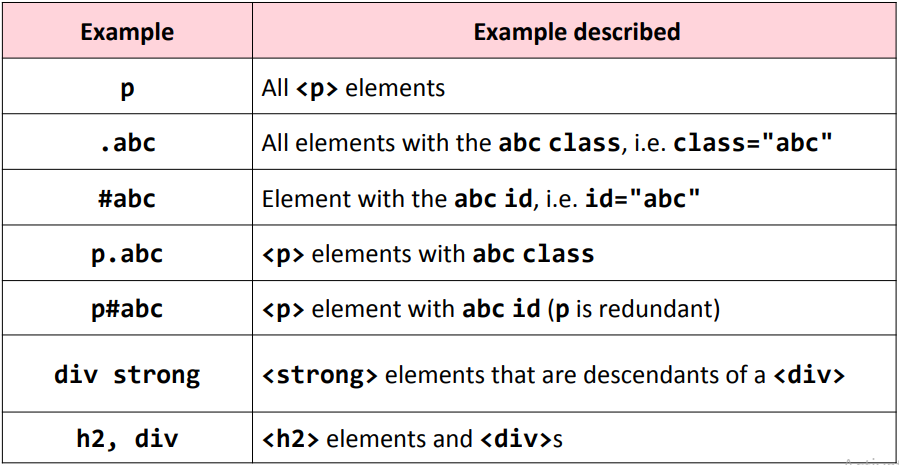 Example Example described
p All <p> elements
.abc All elements with the abc class, i.e. class="abc"
#abc Element with the abc id, i.e. id="abc"
p.abc <p> elements with abc class
p#abc <p> element with abc id (p is redundant)
div strong <strong> elements that are descendants of a <div>
h2, div <h2> elements and <div>s